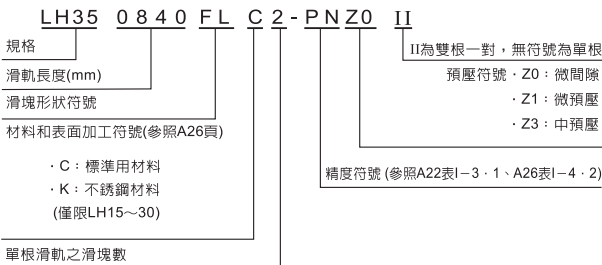 LH35 0840 FL C 2 - PN Z0 II
規格
滑軌長度(mm)
滑塊形狀符號
材料和表面加工符號(參照A26頁)
·C：標準用材料
·K：不銹鋼材料
(僅限LH15～30)
單根滑軌之滑塊數
II為雙根一對，無符號為單根
預壓符號·Z0：微間隙
·Z1：微預壓
·Z3：中預壓
精度符號 (參照A22表I－3·1、A26表I－4·2)